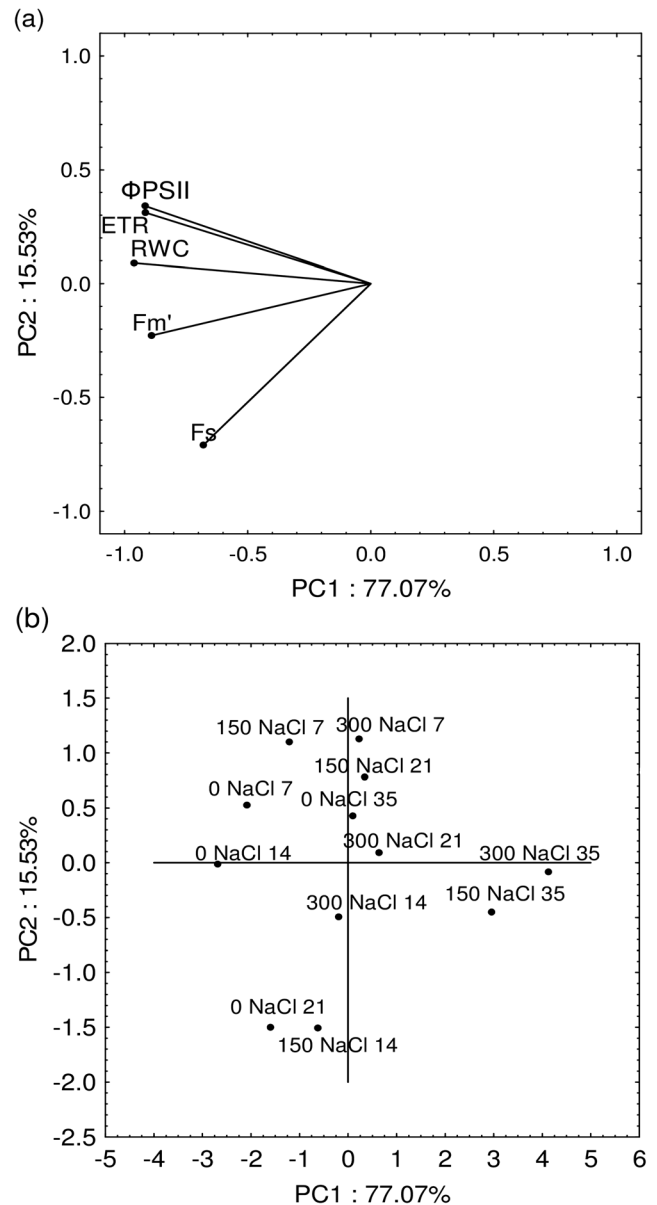 (a)
1.0
0.5
0.0
-0.5
-1.0
PC2 : 15.53%
ΦPSII
ETR
RWC
Fm'
Fs
-1.0 -0.5 0.0 0.5 1.0
PC1 : 77.07%
(b)
2.0
1.5
1.0
0.5
0.0
-0.5
-1.0
-1.5
-2.0
-2.5
PC2 : 15.53%
150 NaCl 7 300 NaCl 7
150 NaCl 21
0 NaCl 7 0 NaCl 35
0 NaCl 14 300 NaCl 21 300 NaCl 35
300 NaCl 14 150 NaCl 35
0 NaCl 21
150 NaCl 14
-5 -4 -3 -2 -1 0 1 2 3 4 5 6
PC1 : 77.07%